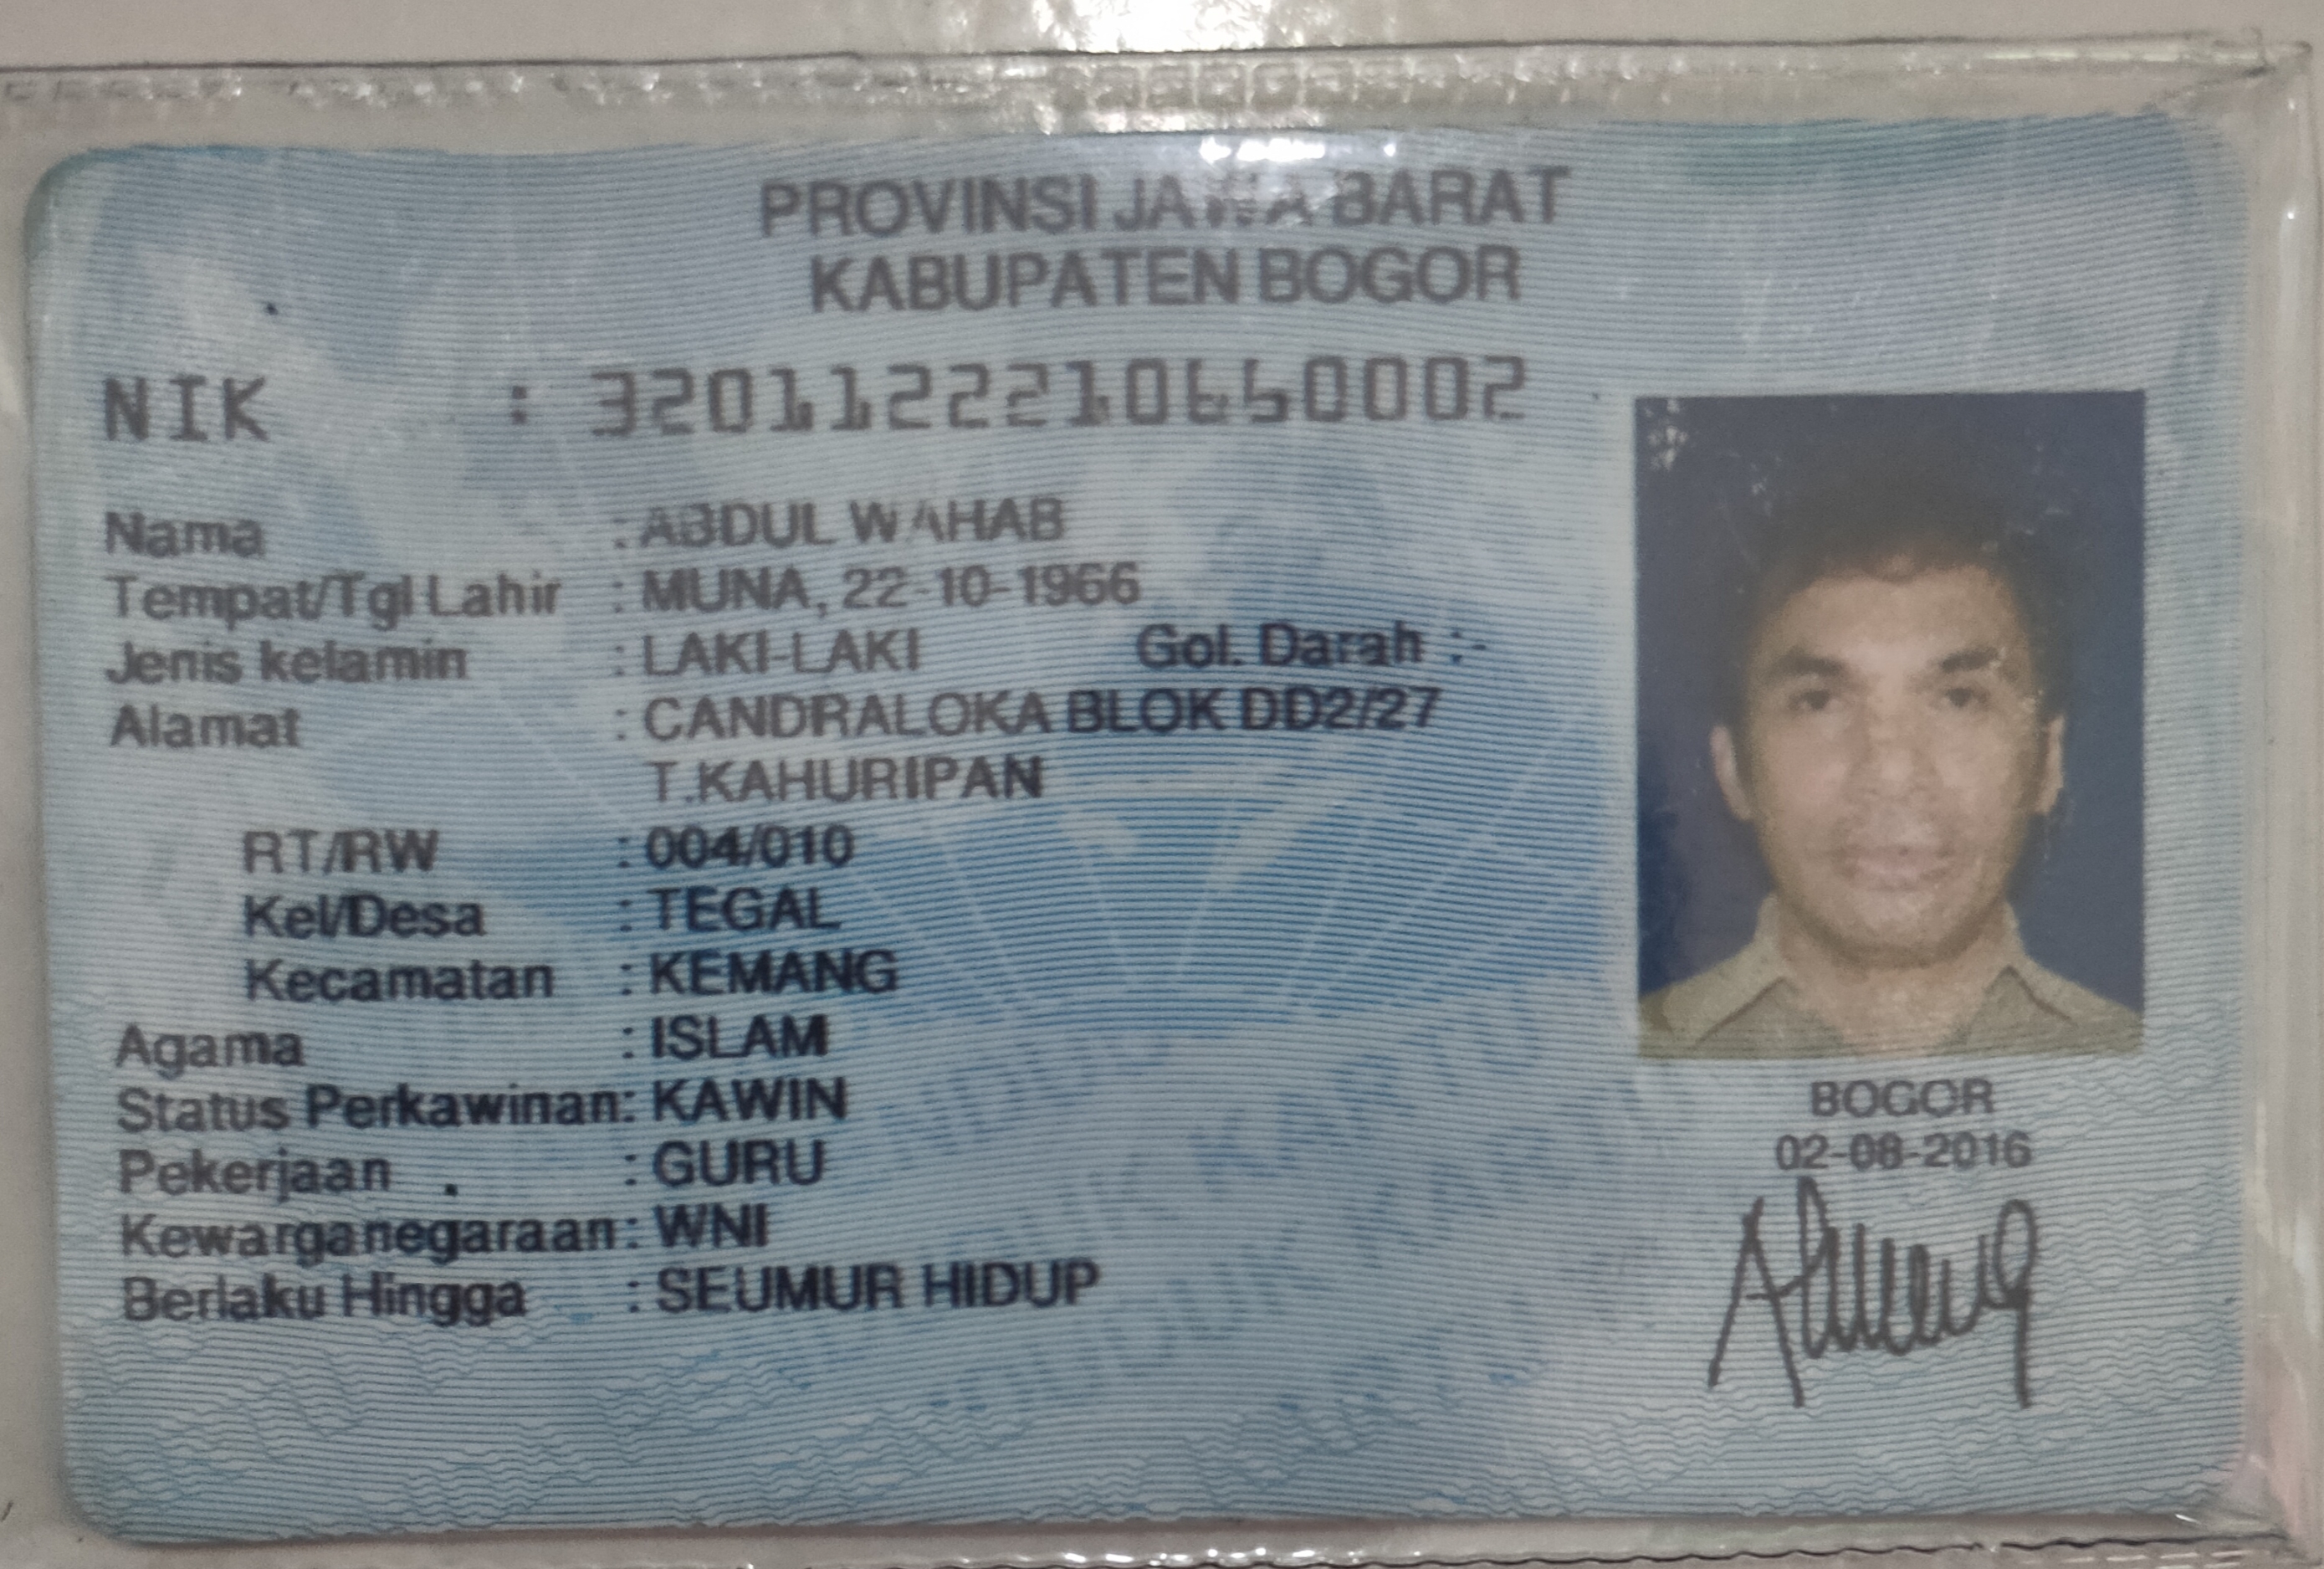 PROVINSI JAWA BARAT
KABUPATEN BOGOR
NIK : 3201122210660002
Nama : ABDUL WAHAB
Tempat/Tgl Lahir : MUNA, 22-10-1966
Jenis kelamin : LAKI-LAKI Gol. Darah :-
Alamat : CANDRALOKA BLOK DD2/27
T.KAHURIPAN
RT/RW : 004/010
Kel/Desa : TEGAL
Kecamatan : KEMANG
Agama : ISLAM
Status Perkawinan: KAWIN
Pekerjaan : GURU
Kewarganegaraan: WNI
Berlaku Hingga : SEUMUR HIDUP
BOGOR
02-08-2016